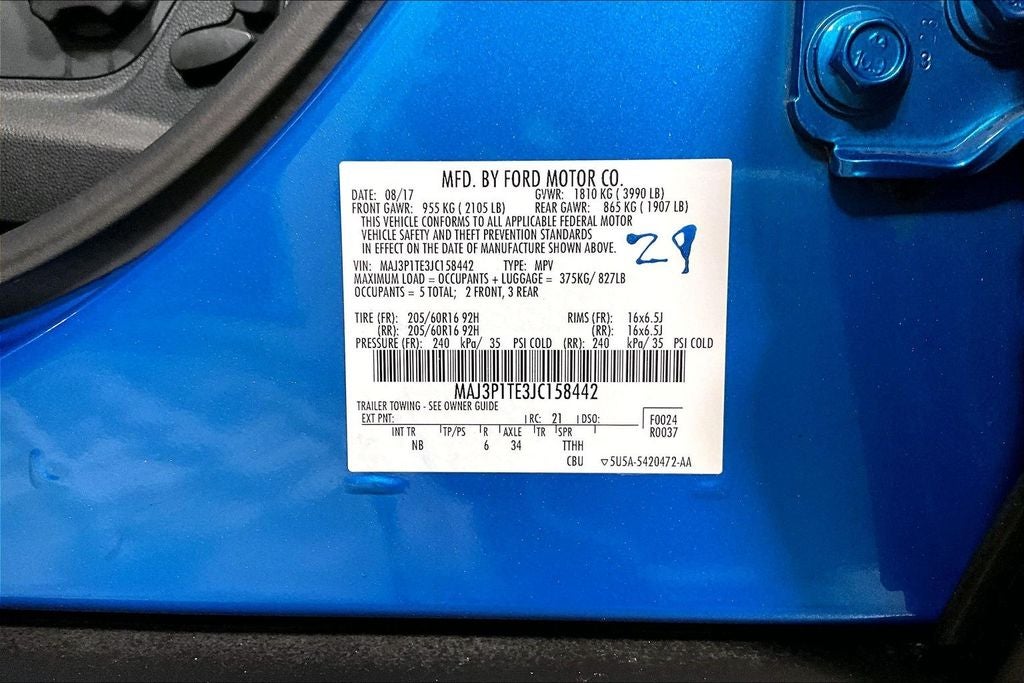 MFD. BY FORD MOTOR CO.
DATE: 08/17 GVWR: 1810 KG ( 3990 LB)
FRONT GAWR: 955 KG ( 2105 LB) REAR GAWR: 865 KG ( 1907 LB)
THIS VEHICLE CONFORMS TO ALL APPLICABLE FEDERAL MOTOR
VEHICLE SAFETY AND THEFT PREVENTION STANDARDS
IN EFFECT ON THE DATE OF MANUFACTURE SHOWN ABOVE.
29
VIN: MAJ3P1TE3JC158442 TYPE: MPV
MAXIMUM LOAD = OCCUPANTS + LUGGAGE = 375KG/ 827LB
OCCUPANTS = 5 TOTAL; 2 FRONT, 3 REAR
TIRE (FR): 205/60R16 92H RIMS (FR): 16x6.5J
(RR): 205/60R16 92H (RR): 16x6.5J
PRESSURE (FR): 240 kPa/ 35 PSI COLD (RR): 240 kPa/ 35 PSI COLD
MAJ3P1TE3JC158442
TRAILER TOWING - SEE OWNER GUIDE
EXT PNT: RC: 21 DSO: F0024
INT TR TP/PS R AXLE TR SPR R0037
NB 6 34 TTHH
CBU ▽5U5A-5420472-AA